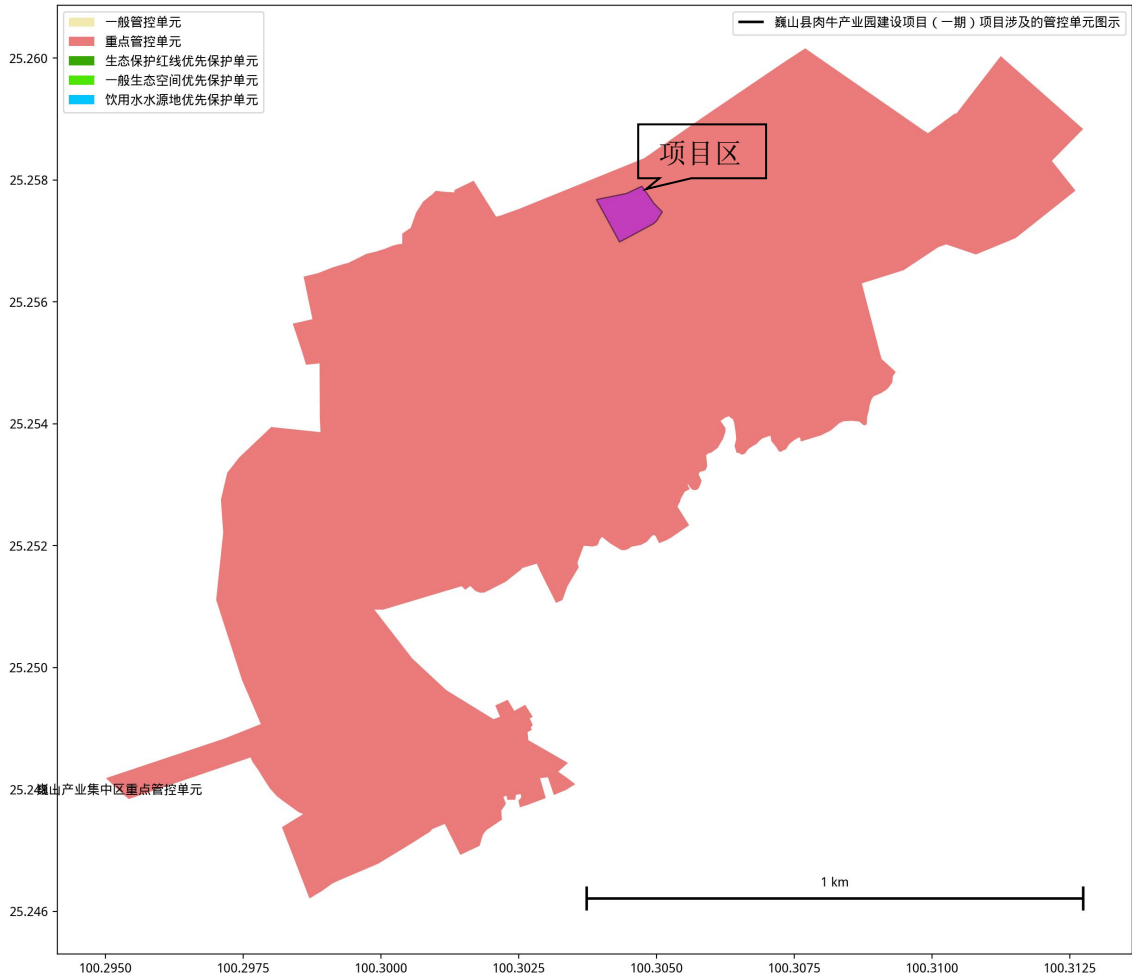 一般管控单元
重点管控单元
生态保护红线优先保护单元
一般生态空间优先保护单元
饮用水水源地优先保护单元
巍山县肉牛产业园建设项目（一期）项目涉及的管控单元图示
项目区
巍山产业集中区重点管控单元
1 km
25.260
25.258
25.256
25.254
25.252
25.250
25.248
25.246
100.2950
100.2975
100.3000
100.3025
100.3050
100.3075
100.3100
100.3125